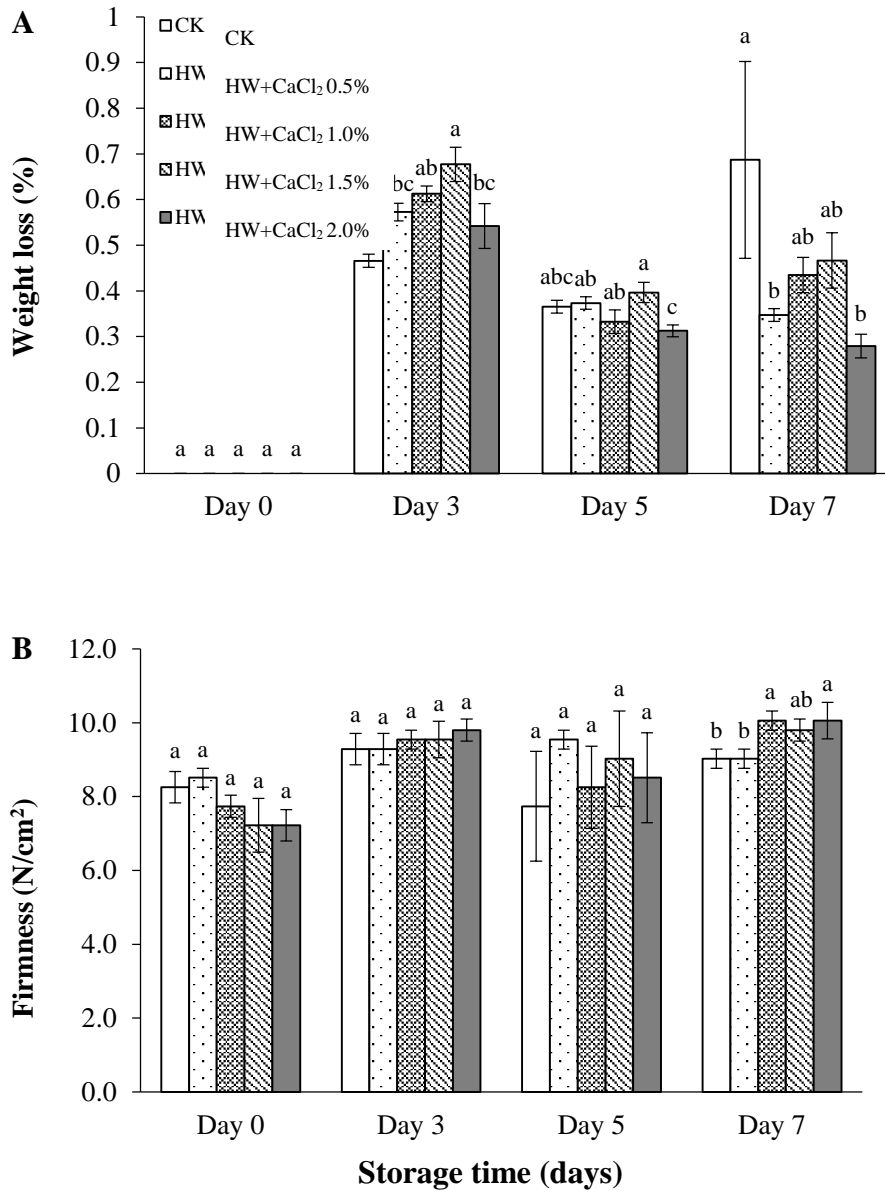 A
Weight loss (%)
1
0.9
0.8
0.7
0.6
0.5
0.4
0.3
0.2
0.1
0
CK CK
HW HW+CaCl₂ 0.5%
HW HW+CaCl₂ 1.0%
HW HW+CaCl₂ 1.5%
HW HW+CaCl₂ 2.0%
a a a a a
bc ab a bc
abc ab ab a c
a b ab ab b
Day 0 Day 3 Day 5 Day 7
B
Firmness (N/cm²)
12.0
10.0
8.0
6.0
4.0
2.0
0.0
a a a a a
a a a a a
a a a a a
b b a ab a
Day 0 Day 3 Day 5 Day 7
Storage time (days)